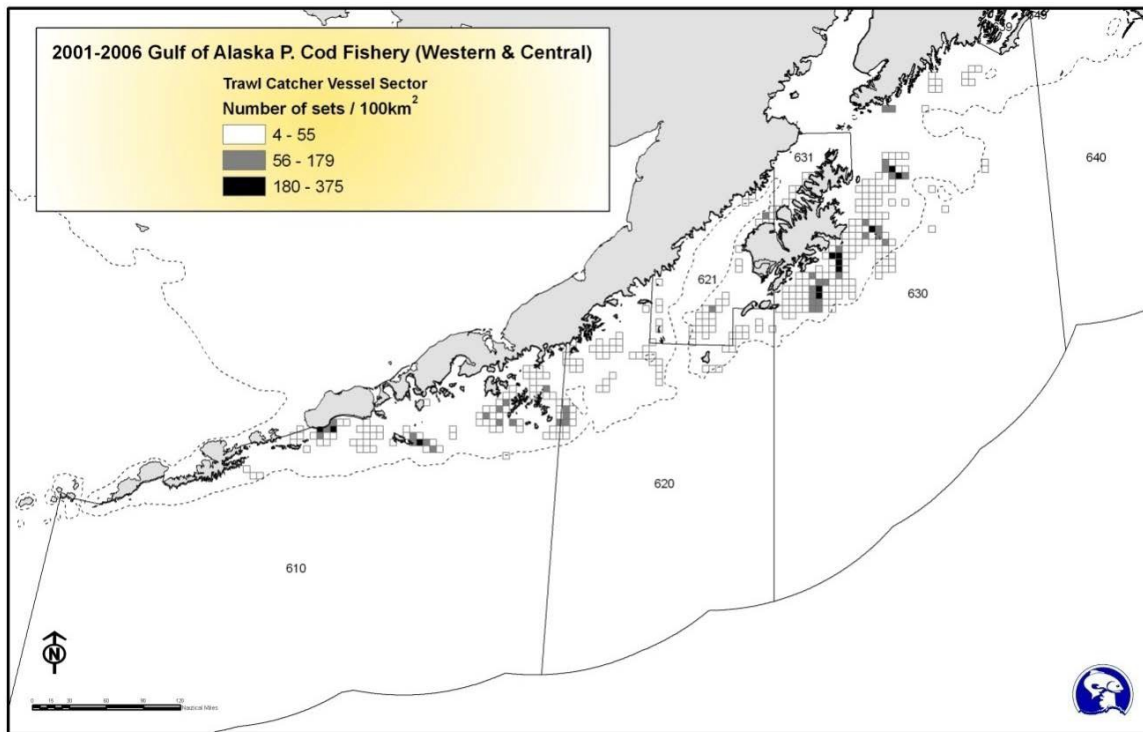 2001-2006 Gulf of Alaska P. Cod Fishery (Western & Central)
Trawl Catcher Vessel Sector
Number of sets / 100km²
4 - 55
56 - 179
180 - 375
649
640
631
630
621
620
610
N
Nautical Miles